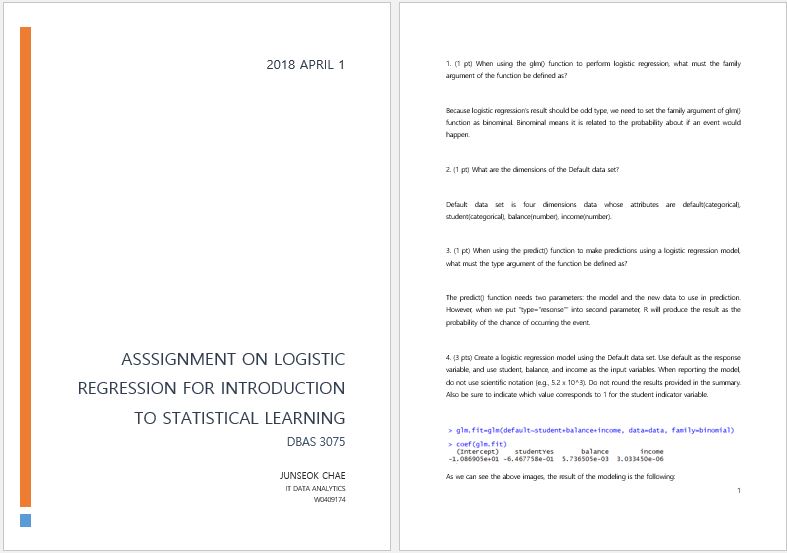 2018 APRIL 1
ASSSIGNMENT ON LOGISTIC
REGRESSION FOR INTRODUCTION
TO STATISTICAL LEARNING
DBAS 3075
JUNSEOK CHAE
IT DATA ANALYTICS
W0409174
1. (1 pt) When using the glm() function to perform logistic regression, what must the family
argument of the function be defined as?
Because logistic regression's result should be odd type, we need to set the family argument of glm()
function as binominal. Binominal means it is related to the probability about if an event would
happen.
2. (1 pt) What are the dimensions of the Default data set?
Default data set is four dimensions data whose attributes are default(categorical),
student(categorical), balance(number), income(number).
3. (1 pt) When using the predict() function to make predictions using a logistic regression model,
what must the type argument of the function be defined as?
The predict() function needs two parameters: the model and the new data to use in prediction.
However, when we put "type="resonse"" into second parameter, R will produce the result as the
probability of the chance of occurring the event.
4. (3 pts) Create a logistic regression model using the Default data set. Use default as the response
variable, and use student, balance, and income as the input variables. When reporting the model,
do not use scientific notation (e.g., 5.2 x 10^3). Do not round the results provided in the summary.
Also be sure to indicate which value corresponds to 1 for the student indicator variable.
> glm.fit=glm(default~student+balance+income, data=data, family=binomial)
> coef(glm.fit)
(Intercept) studentYes balance income
-1.086905e+01 -6.467758e-01 5.736505e-03 3.033450e-06
As we can see the above images, the result of the modeling is the following:
1